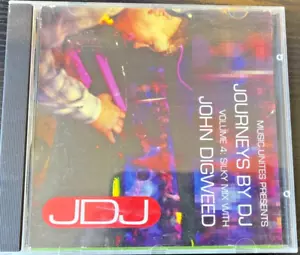 MUSIC UNITES PRESENTS
JOURNEYS BY DJ
VOLUME 4: SILKY MIX WITH
JOHN DIGWEED
JDJ